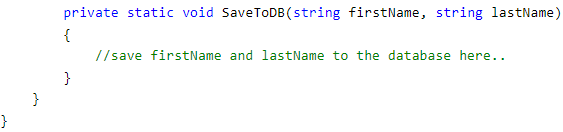 private static void SaveToDB(string firstName, string lastName)
{
//save firstName and lastName to the database here..
}
}
}